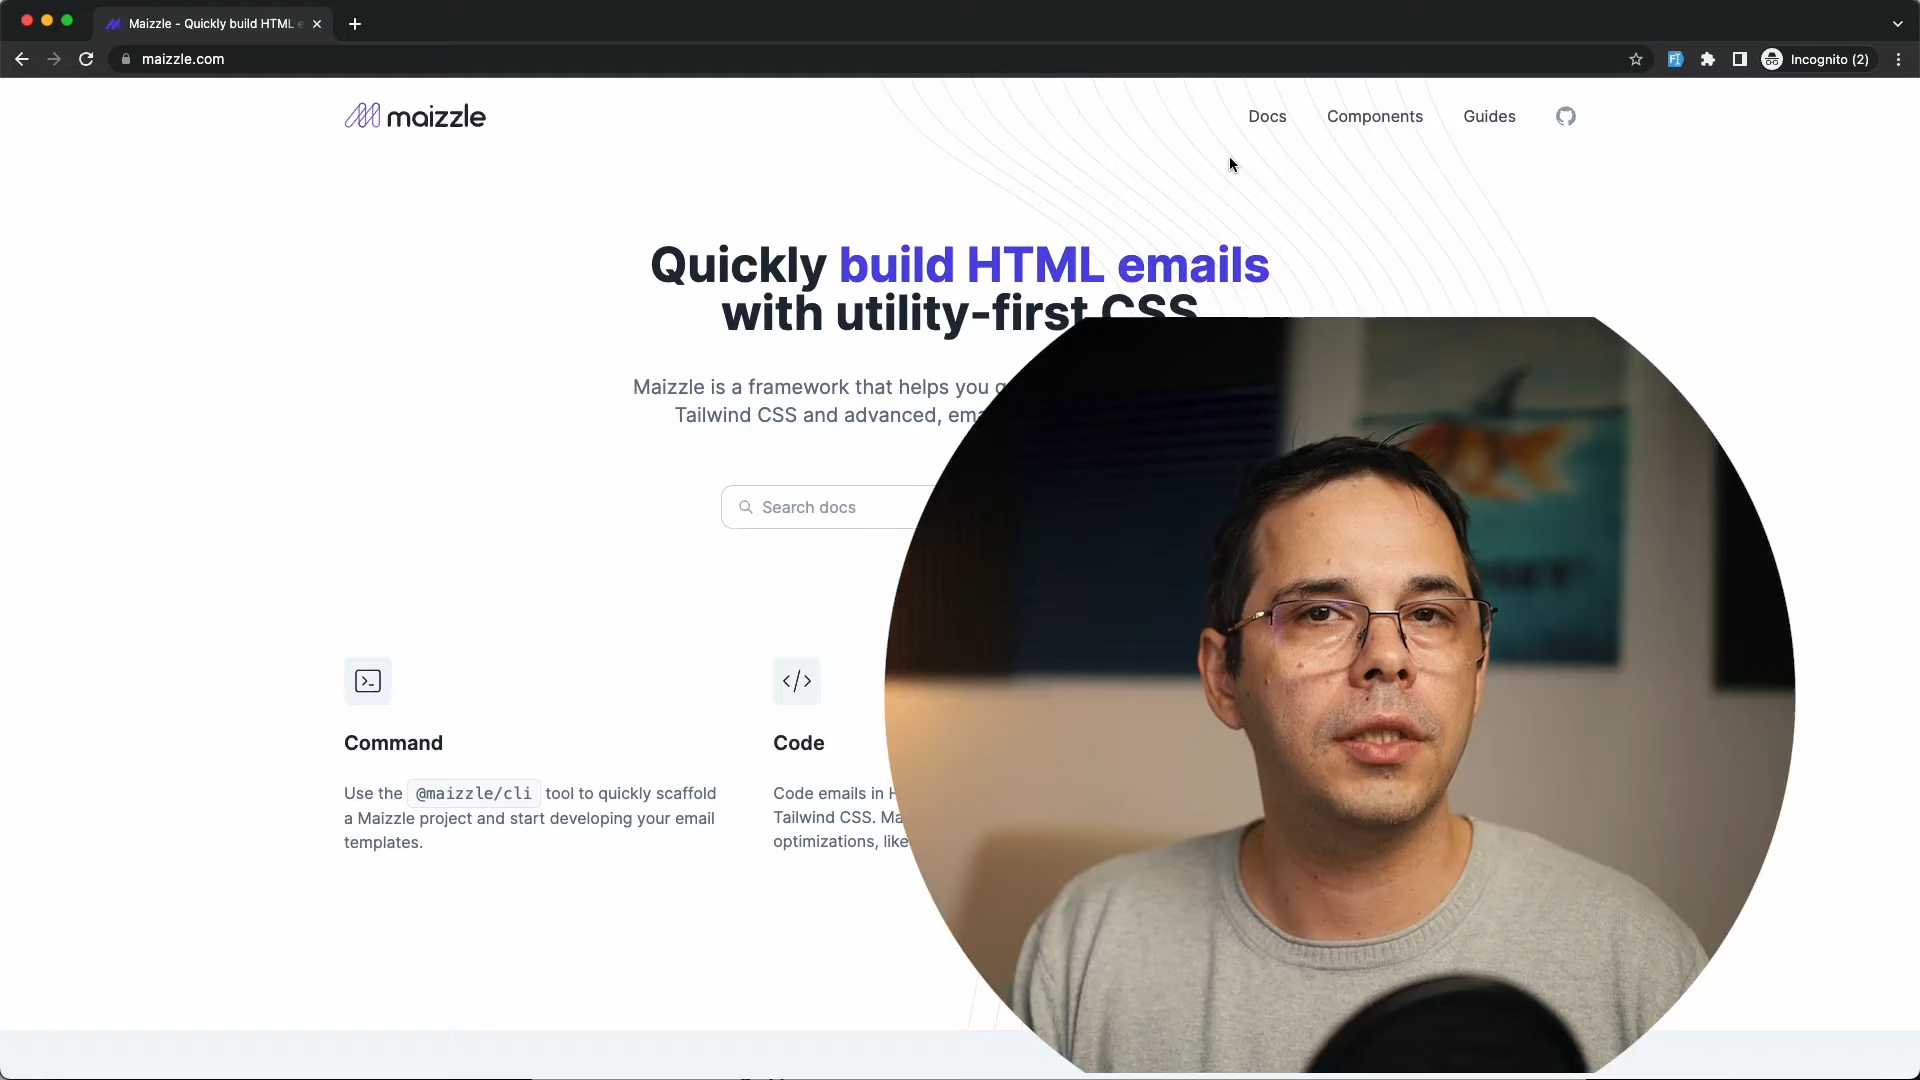 Maizzle - Quickly build HTML e
maizzle.com
Incognito (2)
maizzle
Docs
Components
Guides
Quickly build HTML emails
with utility-first CSS
Maizzle is a framework that helps you
Tailwind CSS and advanced,
Search docs
>_
</>
Command
Code
Use the @maizzle/cli tool to quickly scaffold
a Maizzle project and start developing your email
templates.
Code emails in
Tailwind CSS.
optimizations, like